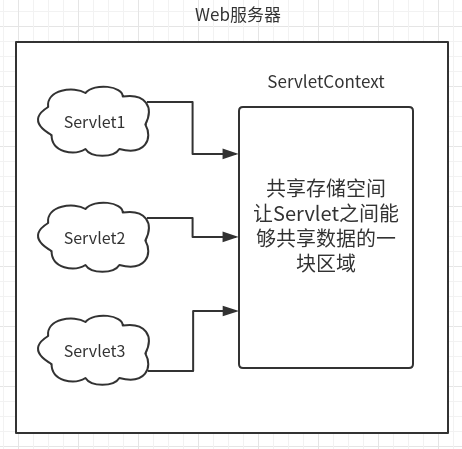 Web服务器
ServletContext
Servlet1
共享存储空间
让Servlet之间能
够共享数据的一
块区域
Servlet2
Servlet3